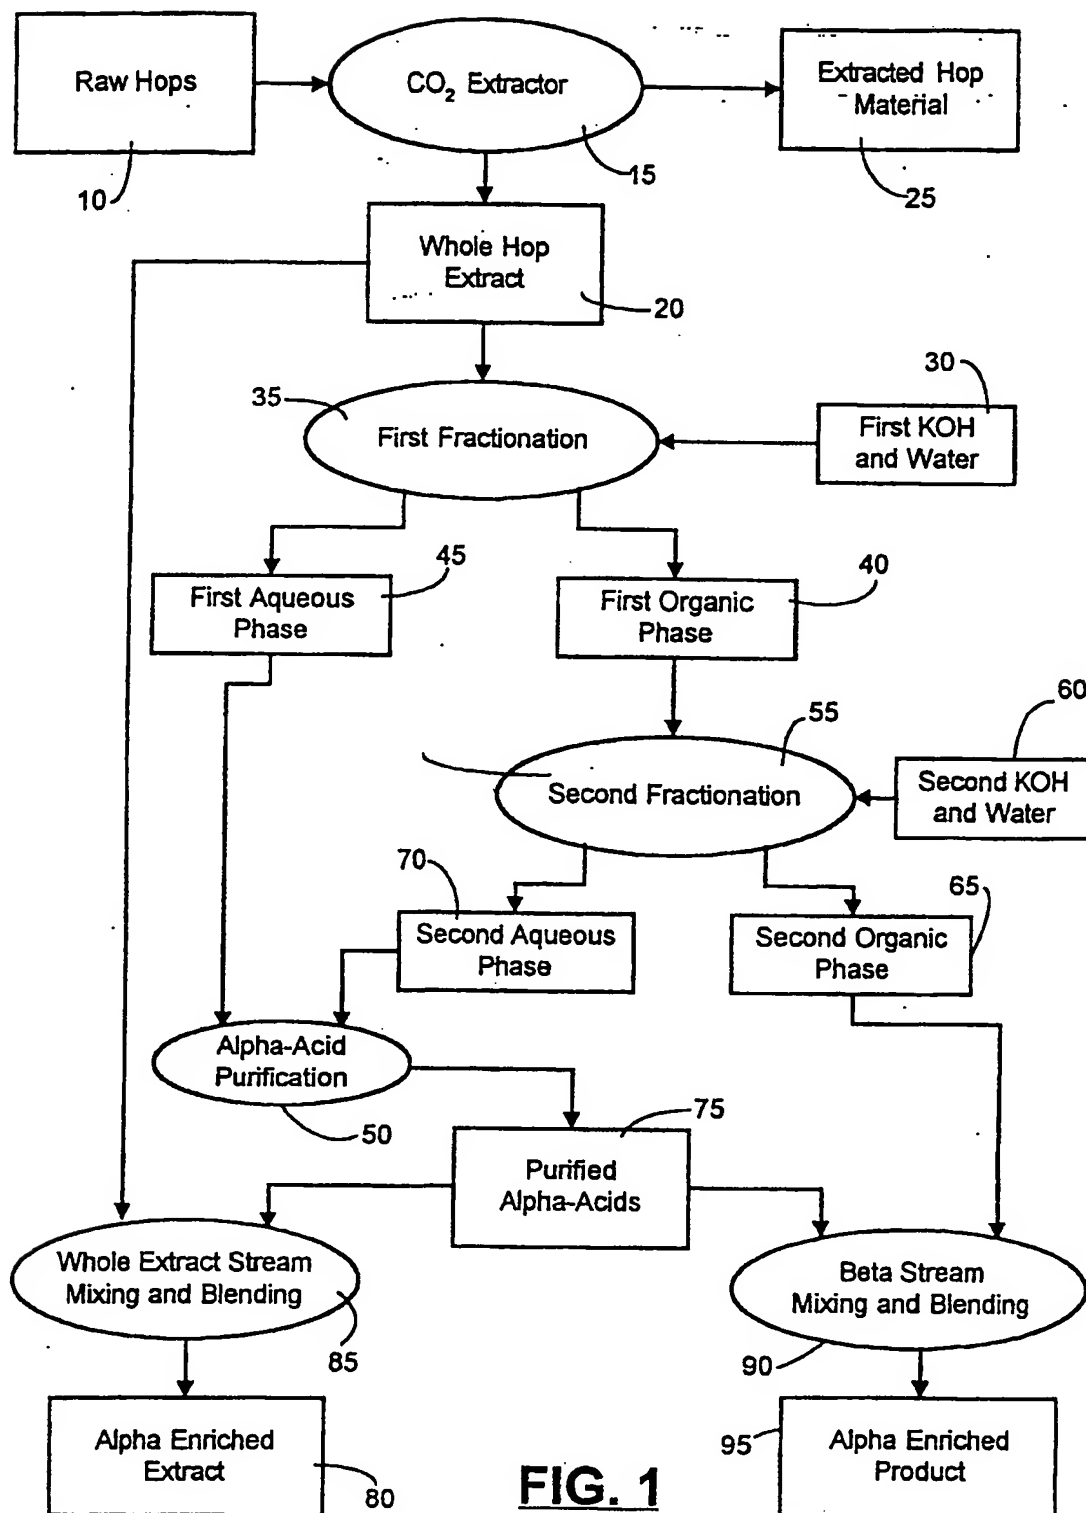 Raw Hops
CO₂ Extractor
Extracted Hop
Material
10
15
25
Whole Hop
Extract
20
30
35
First Fractionation
First KOH
and Water
45
40
First Aqueous
Phase
First Organic
Phase
60
55
Second Fractionation
Second KOH
and Water
70
65
Second Aqueous
Phase
Second Organic
Phase
Alpha-Acid
Purification
50
75
Purified
Alpha-Acids
Whole Extract Stream
Mixing and Blending
85
Beta Stream
Mixing and Blending
90
Alpha Enriched
Extract
80
95
Alpha Enriched
Product
FIG. 1